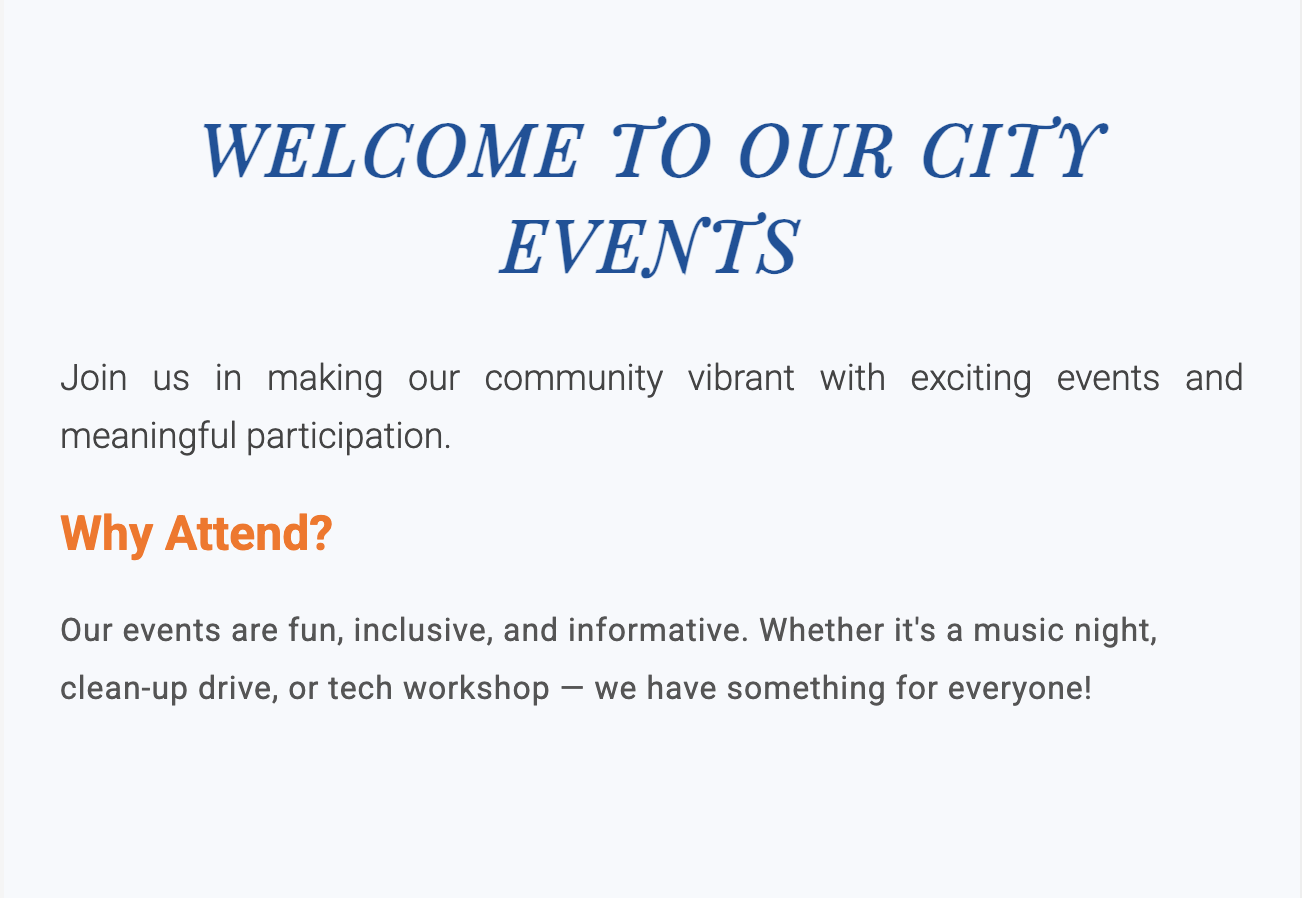 WELCOME TO OUR CITY
EVENTS
Join us in making our community vibrant with exciting events and
meaningful participation.
Why Attend?
Our events are fun, inclusive, and informative. Whether it's a music night,
clean-up drive, or tech workshop — we have something for everyone!